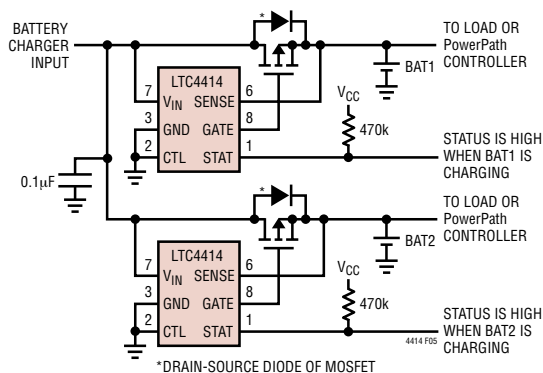 BATTERY
CHARGER
INPUT
*
TO LOAD OR
PowerPath
CONTROLLER
BAT1
LTC4414
7
VIN
SENSE
6
3
GND
GATE
8
2
CTL
STAT
1
VCC
470k
STATUS IS HIGH
WHEN BAT1 IS
CHARGING
0.1µF
*
TO LOAD OR
PowerPath
CONTROLLER
BAT2
LTC4414
7
VIN
SENSE
6
3
GND
GATE
8
2
CTL
STAT
1
VCC
470k
STATUS IS HIGH
WHEN BAT2 IS
CHARGING
4414 F05
*DRAIN-SOURCE DIODE OF MOSFET